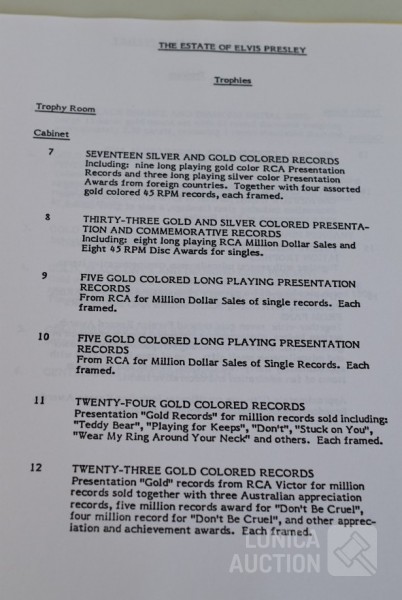 THE ESTATE OF ELVIS PRESLEY
Trophies
Trophy Room
Cabinet
7 SEVENTEEN SILVER AND GOLD COLORED RECORDS
Including: nine long playing gold color RCA Presentation
Records and three long playing silver color Presentation
Awards from foreign countries. Together with four assorted
gold colored 45 RPM records, each framed.
8 THIRTY-THREE GOLD AND SILVER COLORED PRESENTA-
TION AND COMMEMORATIVE RECORDS
Including: eight long playing RCA Million Dollar Sales and
Eight 45 RPM Disc Awards for singles.
9 FIVE GOLD COLORED LONG PLAYING PRESENTATION
RECORDS
From RCA for Million Dollar Sales of single records. Each
framed.
10 FIVE GOLD COLORED LONG PLAYING PRESENTATION
RECORDS
From RCA for Million Dollar Sales of Single Records. Each
framed.
11 TWENTY-FOUR GOLD COLORED RECORDS
Presentation "Gold Records" for million records sold including:
"Teddy Bear", "Playing for Keeps", "Don't", "Stuck on You",
"Wear My Ring Around Your Neck" and others. Each framed.
12 TWENTY-THREE GOLD COLORED RECORDS
Presentation "Gold" records from RCA Victor for million
records sold together with three Australian appreciation
records, five million records award for "Don't Be Cruel",
four million record for "Don't Be Cruel", and other apprec-
iation and achievement awards. Each framed.
LUNICA
AUCTION